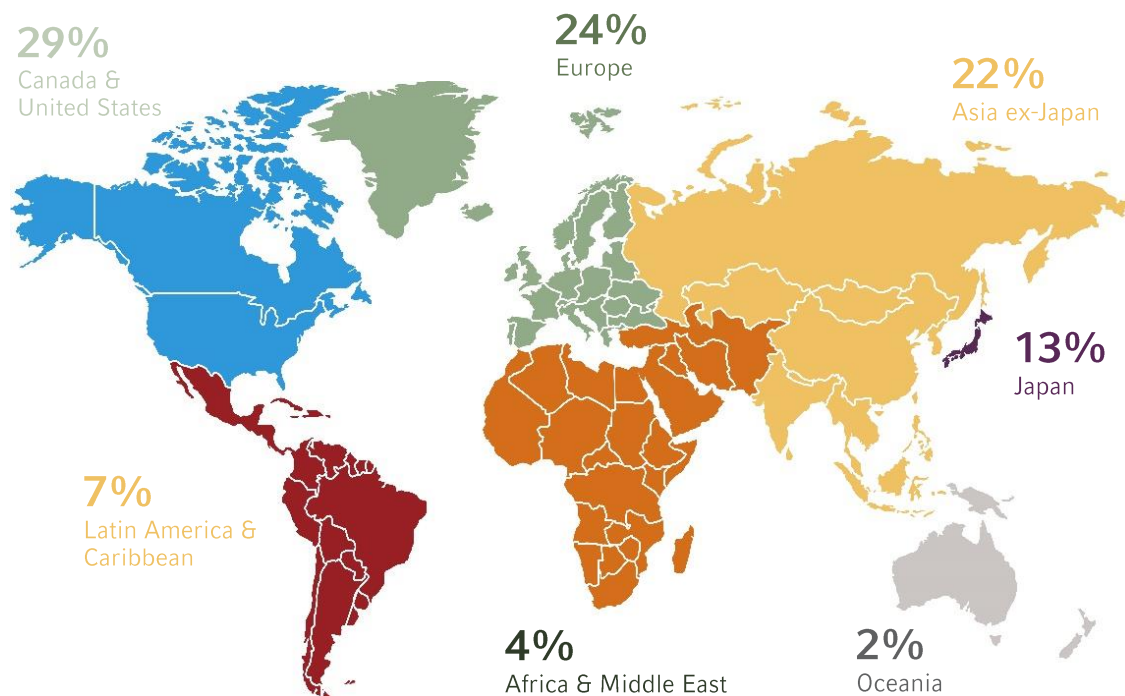 29%
Canada &
United States
24%
Europe
22%
Asia ex-Japan
13%
Japan
7%
Latin America &
Caribbean
4%
Africa & Middle East
2%
Oceania